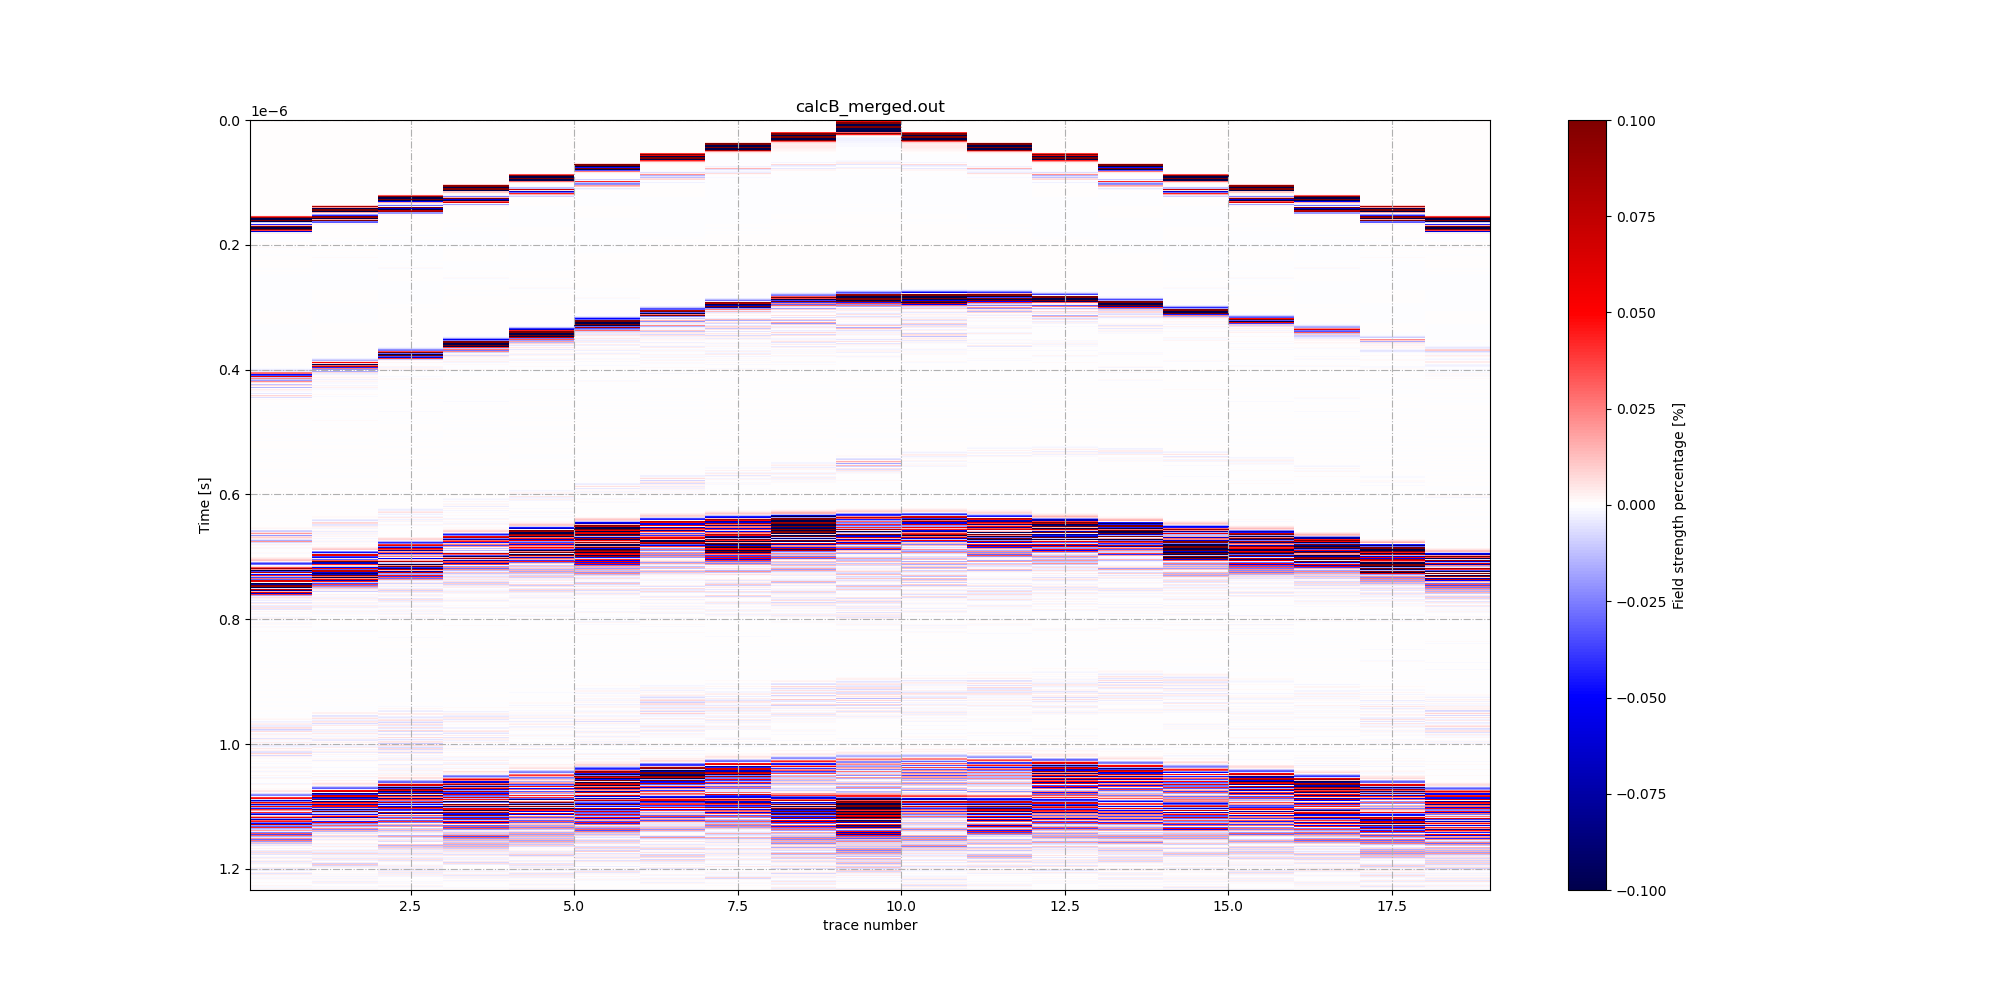 calcB_merged.out
1e−6
0.0
0.2
0.4
0.6
0.8
1.0
1.2
Time [s]
2.5 5.0 7.5 10.0 12.5 15.0 17.5
trace number
0.100
0.075
0.050
0.025
0.000
−0.025
−0.050
−0.075
−0.100
Field strength percentage [%]